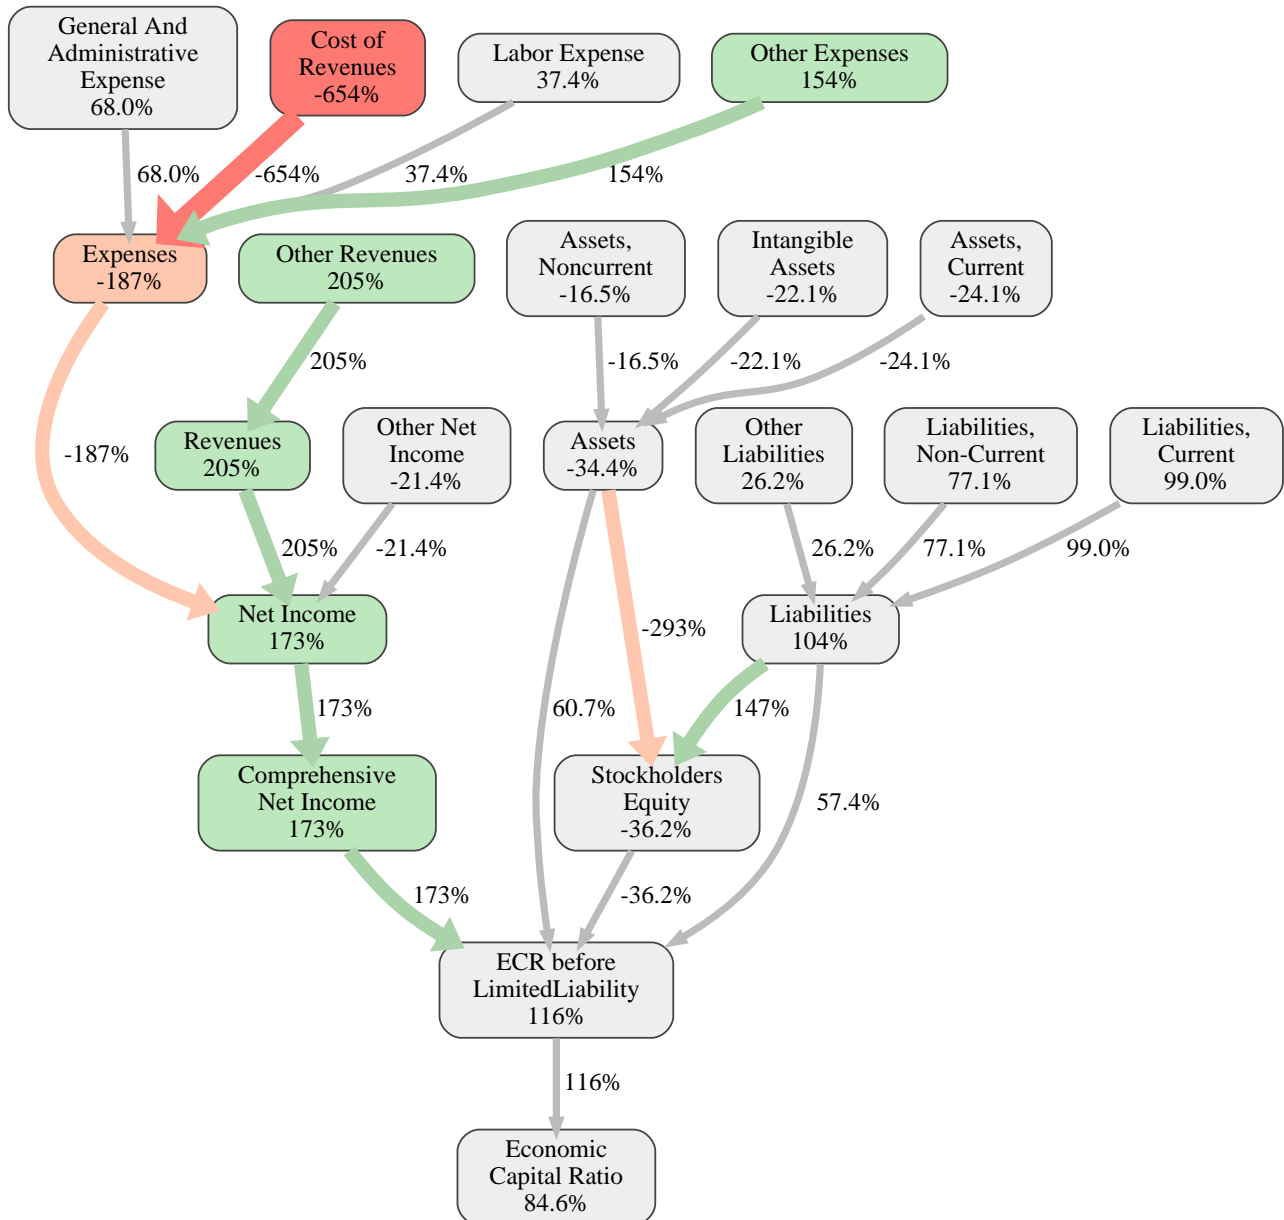 General And
Administrative
Expense
68.0%
Cost of
Revenues
-654%
Labor Expense
37.4%
Other Expenses
154%
68.0%
-654%
37.4%
154%
Expenses
-187%
Other Revenues
205%
Assets,
Noncurrent
-16.5%
Intangible
Assets
-22.1%
Assets,
Current
-24.1%
205%
-16.5%
-22.1%
-24.1%
-187%
Revenues
205%
Other Net
Income
-21.4%
Assets
-34.4%
Other
Liabilities
26.2%
Liabilities,
Non-Current
77.1%
Liabilities,
Current
99.0%
205%
-21.4%
26.2%
77.1%
99.0%
Net Income
173%
-293%
Liabilities
104%
173%
60.7%
147%
Comprehensive
Net Income
173%
Stockholders
Equity
-36.2%
57.4%
173%
-36.2%
ECR before
LimitedLiability
116%
116%
Economic
Capital Ratio
84.6%